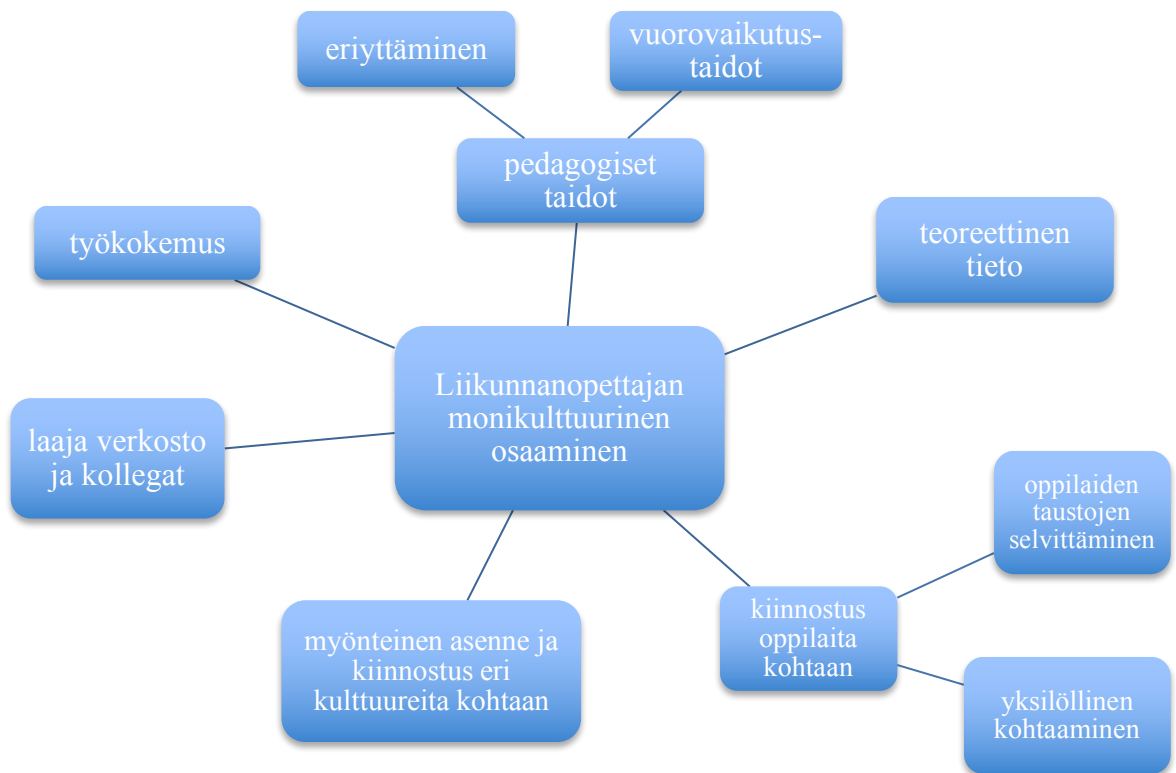 eriyttäminen
vuorovaikutus-
taidot
pedagogiset
taidot
työkokemus
teoreettinen
tieto
Liikunnanopettajan
monikulttuurinen
osaaminen
laaja verkosto
ja kollegat
oppilaiden
taustojen
selvittäminen
kiinnostus
oppilaita
kohtaan
myönteinen asenne ja
kiinnostus eri
kulttuureita kohtaan
yksilöllinen
kohtaaminen